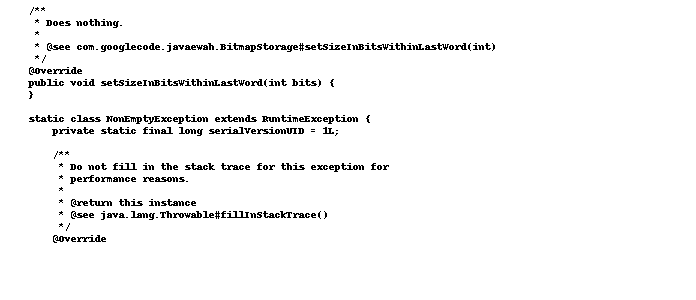 /**
 * Does nothing.
 *
 * @see com.googlecode.javaewah.BitmapStorage#setSizeInBitsWithinLastWord(int)
 */
@Override
public void setSizeInBitsWithinLastWord(int bits) {
}

static class NonEmptyException extends RuntimeException {
    private static final long serialVersionUID = 1L;

    /**
     * Do not fill in the stack trace for this exception for
     * performance reasons.
     *
     * @return this instance
     * @see java.lang.Throwable#fillInStackTrace()
     */
    @Override